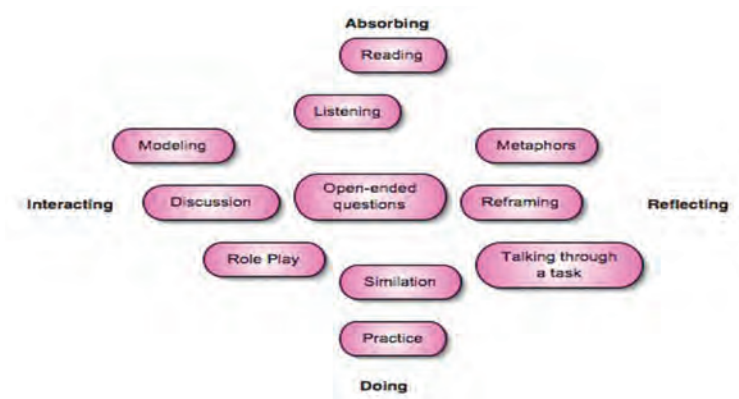 Absorbing
Reading
Listening
Modeling
Metaphors
Interacting
Discussion
Open-ended
questions
Reframing
Reflecting
Role Play
Talking through
a task
Similation
Practice
Doing